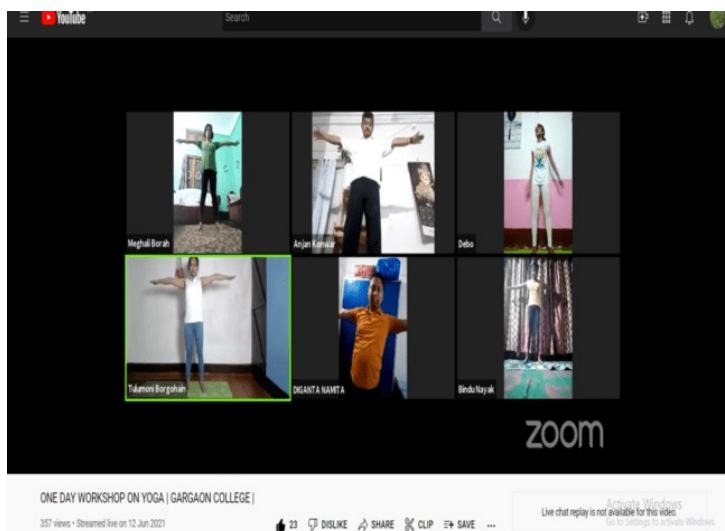 YouTube
Search
Meghali Borah
Anjan Konwar
Debo
Tulumoni Borgohain
DIGANTA NAMITA
Bindu Nayak
zoom
ONE DAY WORKSHOP ON YOGA | GARGAON COLLEGE |
357 views • Streamed live on 12 Jun 2021
23 DISLIKE SHARE CLIP SAVE ...
Live chat replay is not available for this video.
Activate Windows
Go to Settings to activate Windows.